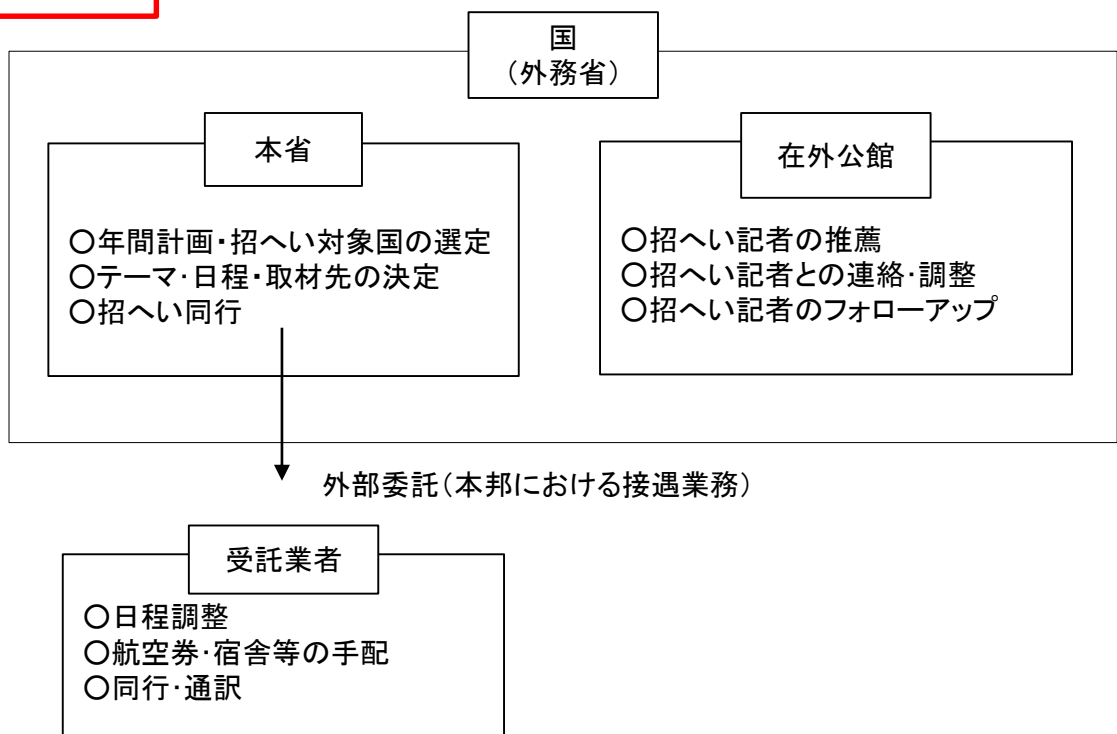 国
（外務省）
本省
○年間計画・招へい対象国の選定
○テーマ・日程・取材先の決定
○招へい同行
在外公館
○招へい記者の推薦
○招へい記者との連絡・調整
○招へい記者のフォローアップ
外部委託（本邦における接遇業務）
受託業者
○日程調整
○航空券・宿舎等の手配
○同行・通訳